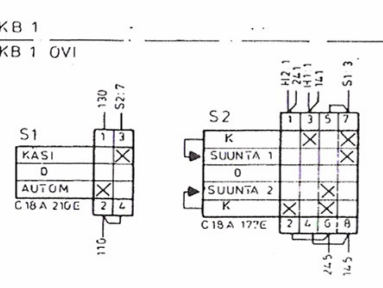 KB 1
KB 1 OVI
130
S2:7
S1
1 3
KASI
0
AUTOM
C18A 210E
2 4
110
H2.1
241
H1.1
141
S1:3
S2
1 3 5 7
K
SUUNTA 1
0
SUUNTA 2
K
C18A 177E
2 4 6 8
245
145